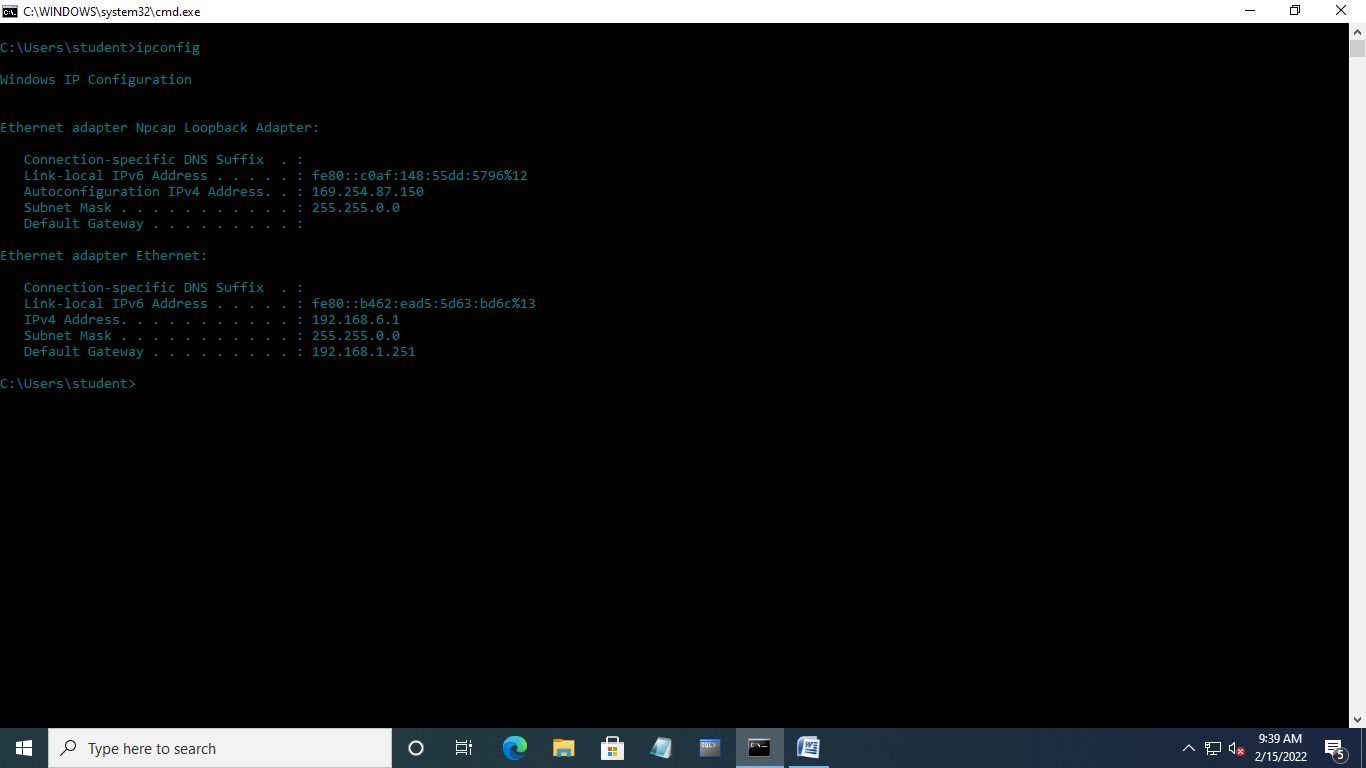 C:\WINDOWS\system32\cmd.exe
C:\Users\student>ipconfig
Windows IP Configuration
Ethernet adapter Npcap Loopback Adapter:
   Connection-specific DNS Suffix  . :
   Link-local IPv6 Address . . . . . : fe80::c0af:148:55dd:5796%12
   Autoconfiguration IPv4 Address. . : 169.254.87.150
   Subnet Mask . . . . . . . . . . . : 255.255.0.0
   Default Gateway . . . . . . . . . :
Ethernet adapter Ethernet:
   Connection-specific DNS Suffix  . :
   Link-local IPv6 Address . . . . . : fe80::b462:ead5:5d63:bd6c%13
   IPv4 Address. . . . . . . . . . . : 192.168.6.1
   Subnet Mask . . . . . . . . . . . : 255.255.0.0
   Default Gateway . . . . . . . . . : 192.168.1.251
C:\Users\student>
Type here to search
9:39 AM
2/15/2022
5